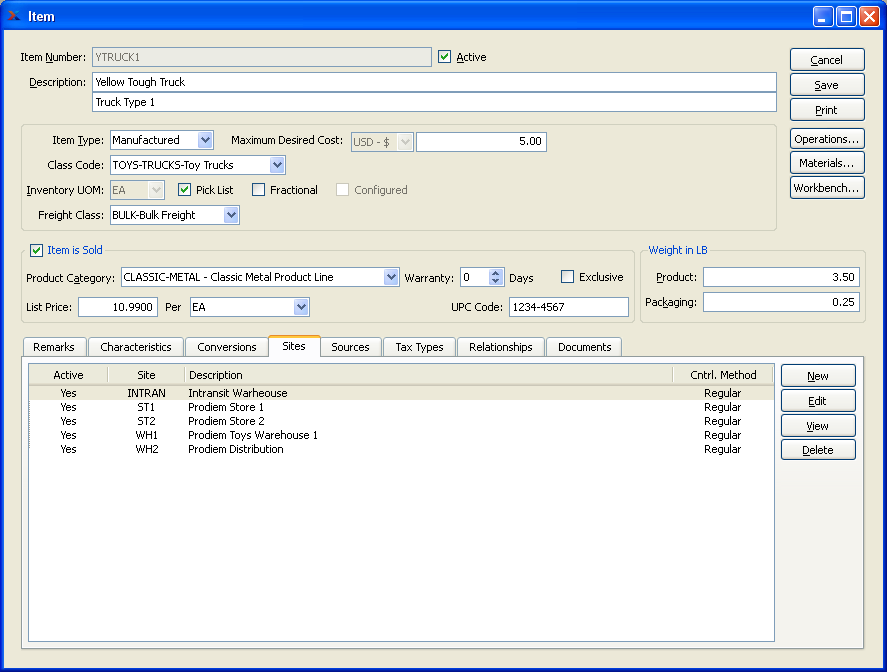 Item
Item Number: YTRUCK1 Active
Cancel
Description: Yellow Tough Truck
Save
Truck Type 1
Print
Item Type: Manufactured Maximum Desired Cost: USD - $ 5.00
Operations...
Class Code: TOYS-TRUCKS-Toy Trucks
Materials...
Inventory UOM: EA Pick List Fractional Configured
Workbench...
Freight Class: BULK-Bulk Freight
Item is Sold
Weight in LB
Product Category: CLASSIC-METAL - Classic Metal Product Line Warranty: 0 Days Exclusive
Product: 3.50
List Price: 10.9900 Per EA UPC Code: 1234-4567
Packaging: 0.25
Remarks Characteristics Conversions Sites Sources Tax Types Relationships Documents
Active Site Description Cntrl. Method
New
Yes INTRAN Intransit Warheouse Regular
Yes ST1 Prodiem Store 1 Regular
Edit
Yes ST2 Prodiem Store 2 Regular
View
Yes WH1 Prodiem Toys Warehouse 1 Regular
Yes WH2 Prodiem Distribution Regular
Delete